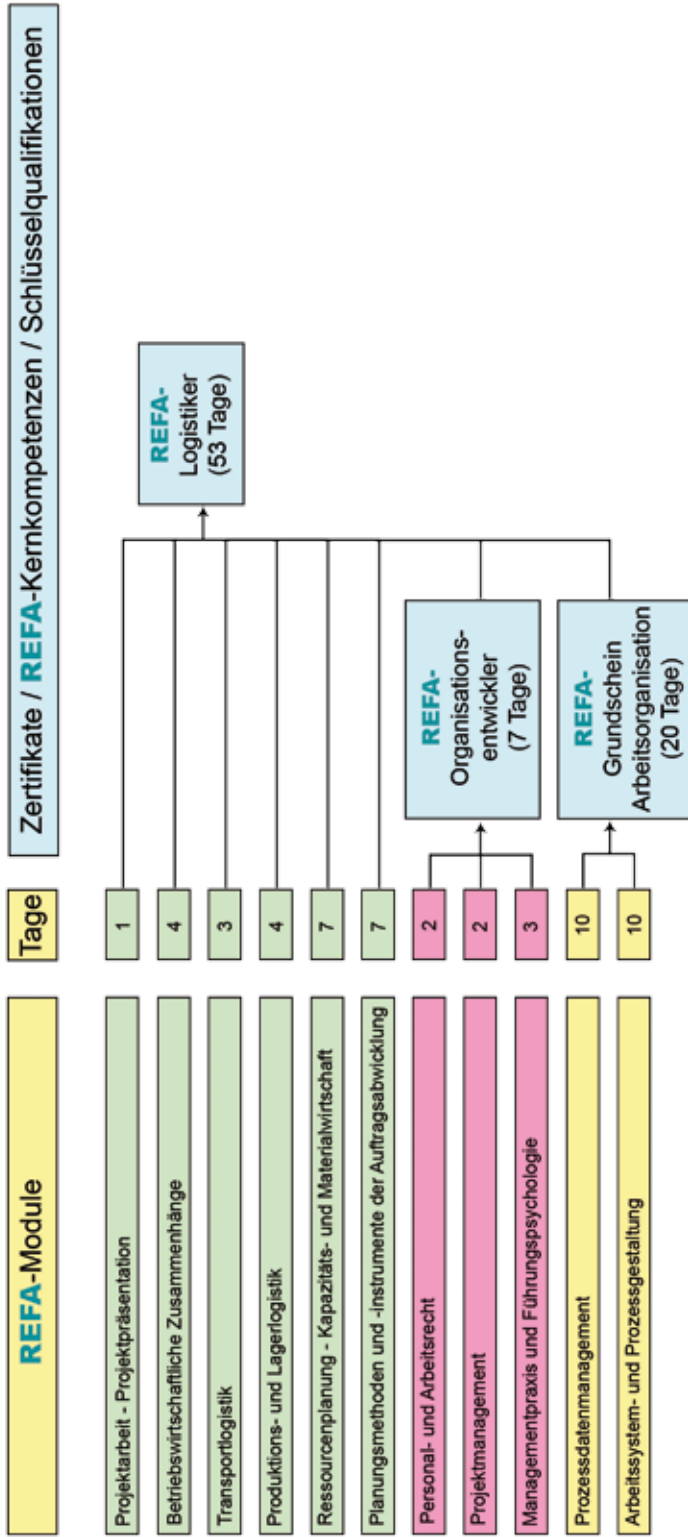 REFA-Module
Tage
Zertifikate / REFA-Kernkompetenzen / Schlüsselqualifikationen
Projektarbeit - Projektpräsentation
1
Betriebswirtschaftliche Zusammenhänge
4
Transportlogistik
3
Produktions- und Lagerlogistik
4
Ressourcenplanung - Kapazitäts- und Materialwirtschaft
7
Planungsmethoden und -instrumente der Auftragsabwicklung
7
Personal- und Arbeitsrecht
2
Projektmanagement
2
Managementpraxis und Führungspsychologie
3
Prozessdatenmanagement
10
Arbeitssystem- und Prozessgestaltung
10
REFA-
Organisations-
entwickler
(7 Tage)
REFA-
Grundschein
Arbeitsorganisation
(20 Tage)
REFA-
Logistiker
(53 Tage)